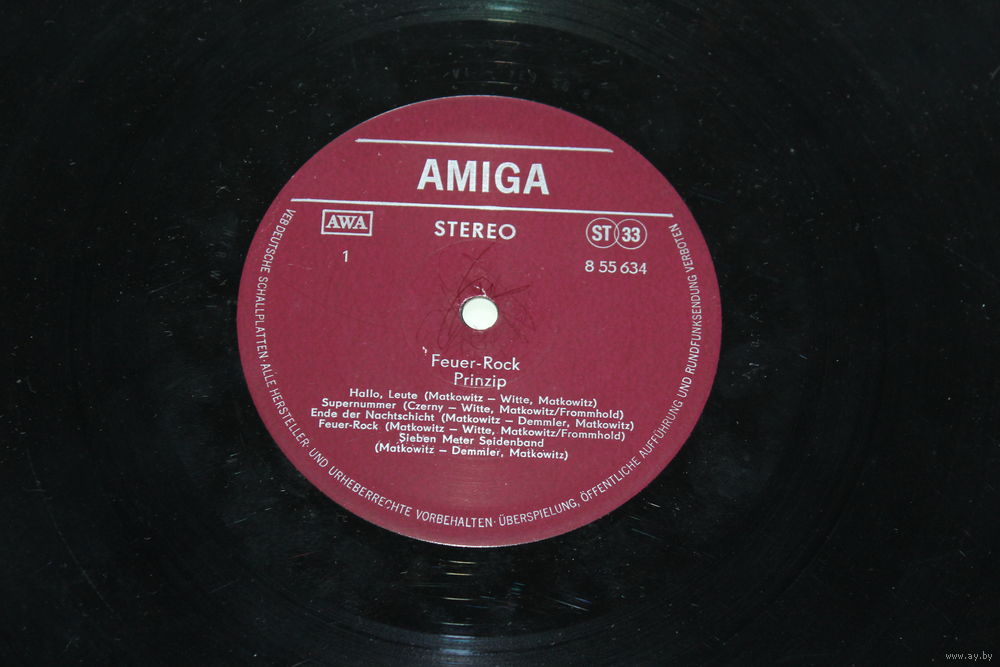 AMIGA
AWA
STEREO
ST 33
1
8 55 634
Feuer-Rock
Prinzip
Hallo, Leute (Matkowitz – Witte, Matkowitz)
Supernummer (Czerny – Witte, Matkowitz/Frommhold)
Ende der Nachtschicht (Matkowitz – Demmler, Matkowitz)
Feuer-Rock (Matkowitz – Witte, Matkowitz/Frommhold)
Sieben Meter Seidenband
(Matkowitz – Demmler, Matkowitz)
VEB DEUTSCHE SCHALLPLATTEN · ALLE HERSTELLER- UND URHEBERRECHTE VORBEHALTEN · ÜBERSPIELUNG, ÖFFENTLICHE AUFFÜHRUNG UND RUNDFUNKSENDUNG VERBOTEN
www.ay.by